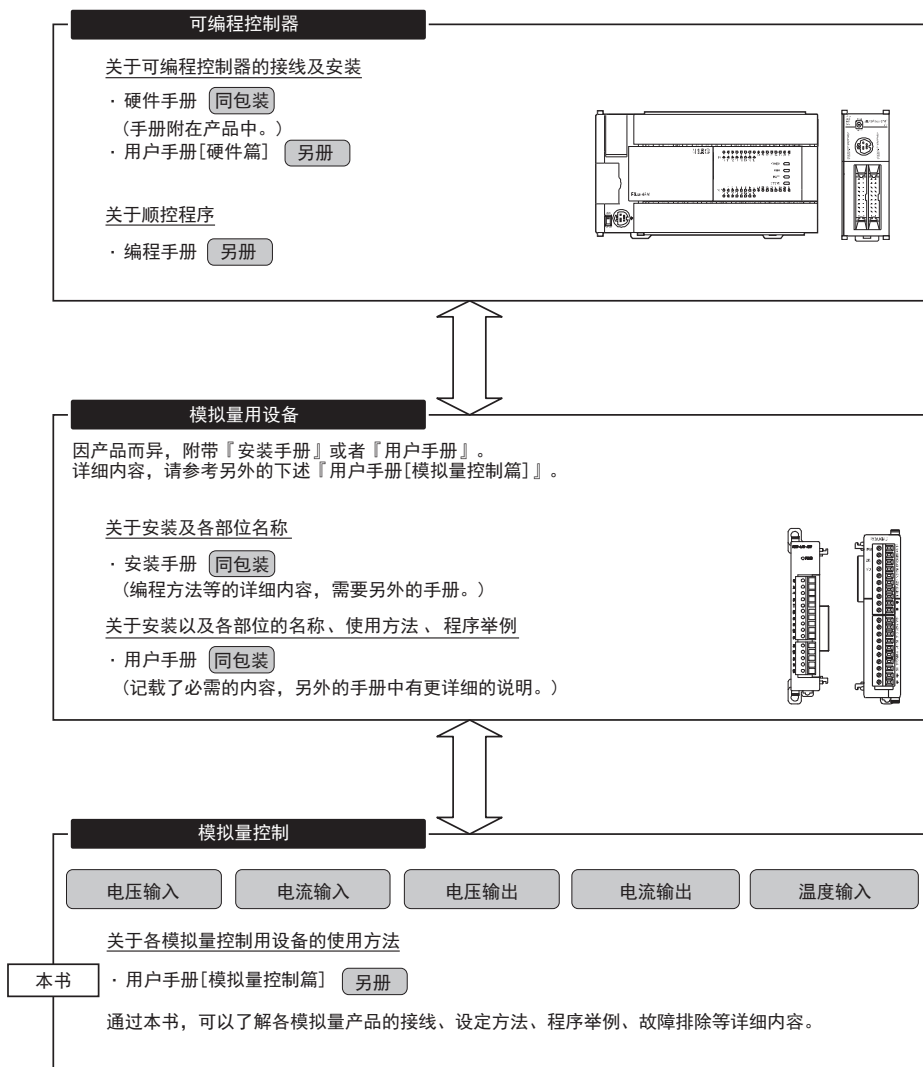 可编程控制器
关于可编程控制器的接线及安装
· 硬件手册 同包装
(手册附在产品中。)
· 用户手册[硬件篇] 另册
关于顺控程序
· 编程手册 另册
模拟量用设备
因产品而异，附带『安装手册』或者『用户手册』。
详细内容，请参考另外的下述『用户手册[模拟量控制篇]』。
关于安装及各部位名称
· 安装手册 同包装
(编程方法等的详细内容，需要另外的手册。)
关于安装以及各部位的名称、使用方法、程序举例
· 用户手册 同包装
(记载了必需的内容，另外的手册中有更详细的说明。)
模拟量控制
电压输入 电流输入 电压输出 电流输出 温度输入
关于各模拟量控制用设备的使用方法
本书 · 用户手册[模拟量控制篇] 另册
通过本书，可以了解各模拟量产品的接线、设定方法、程序举例、故障排除等详细内容。